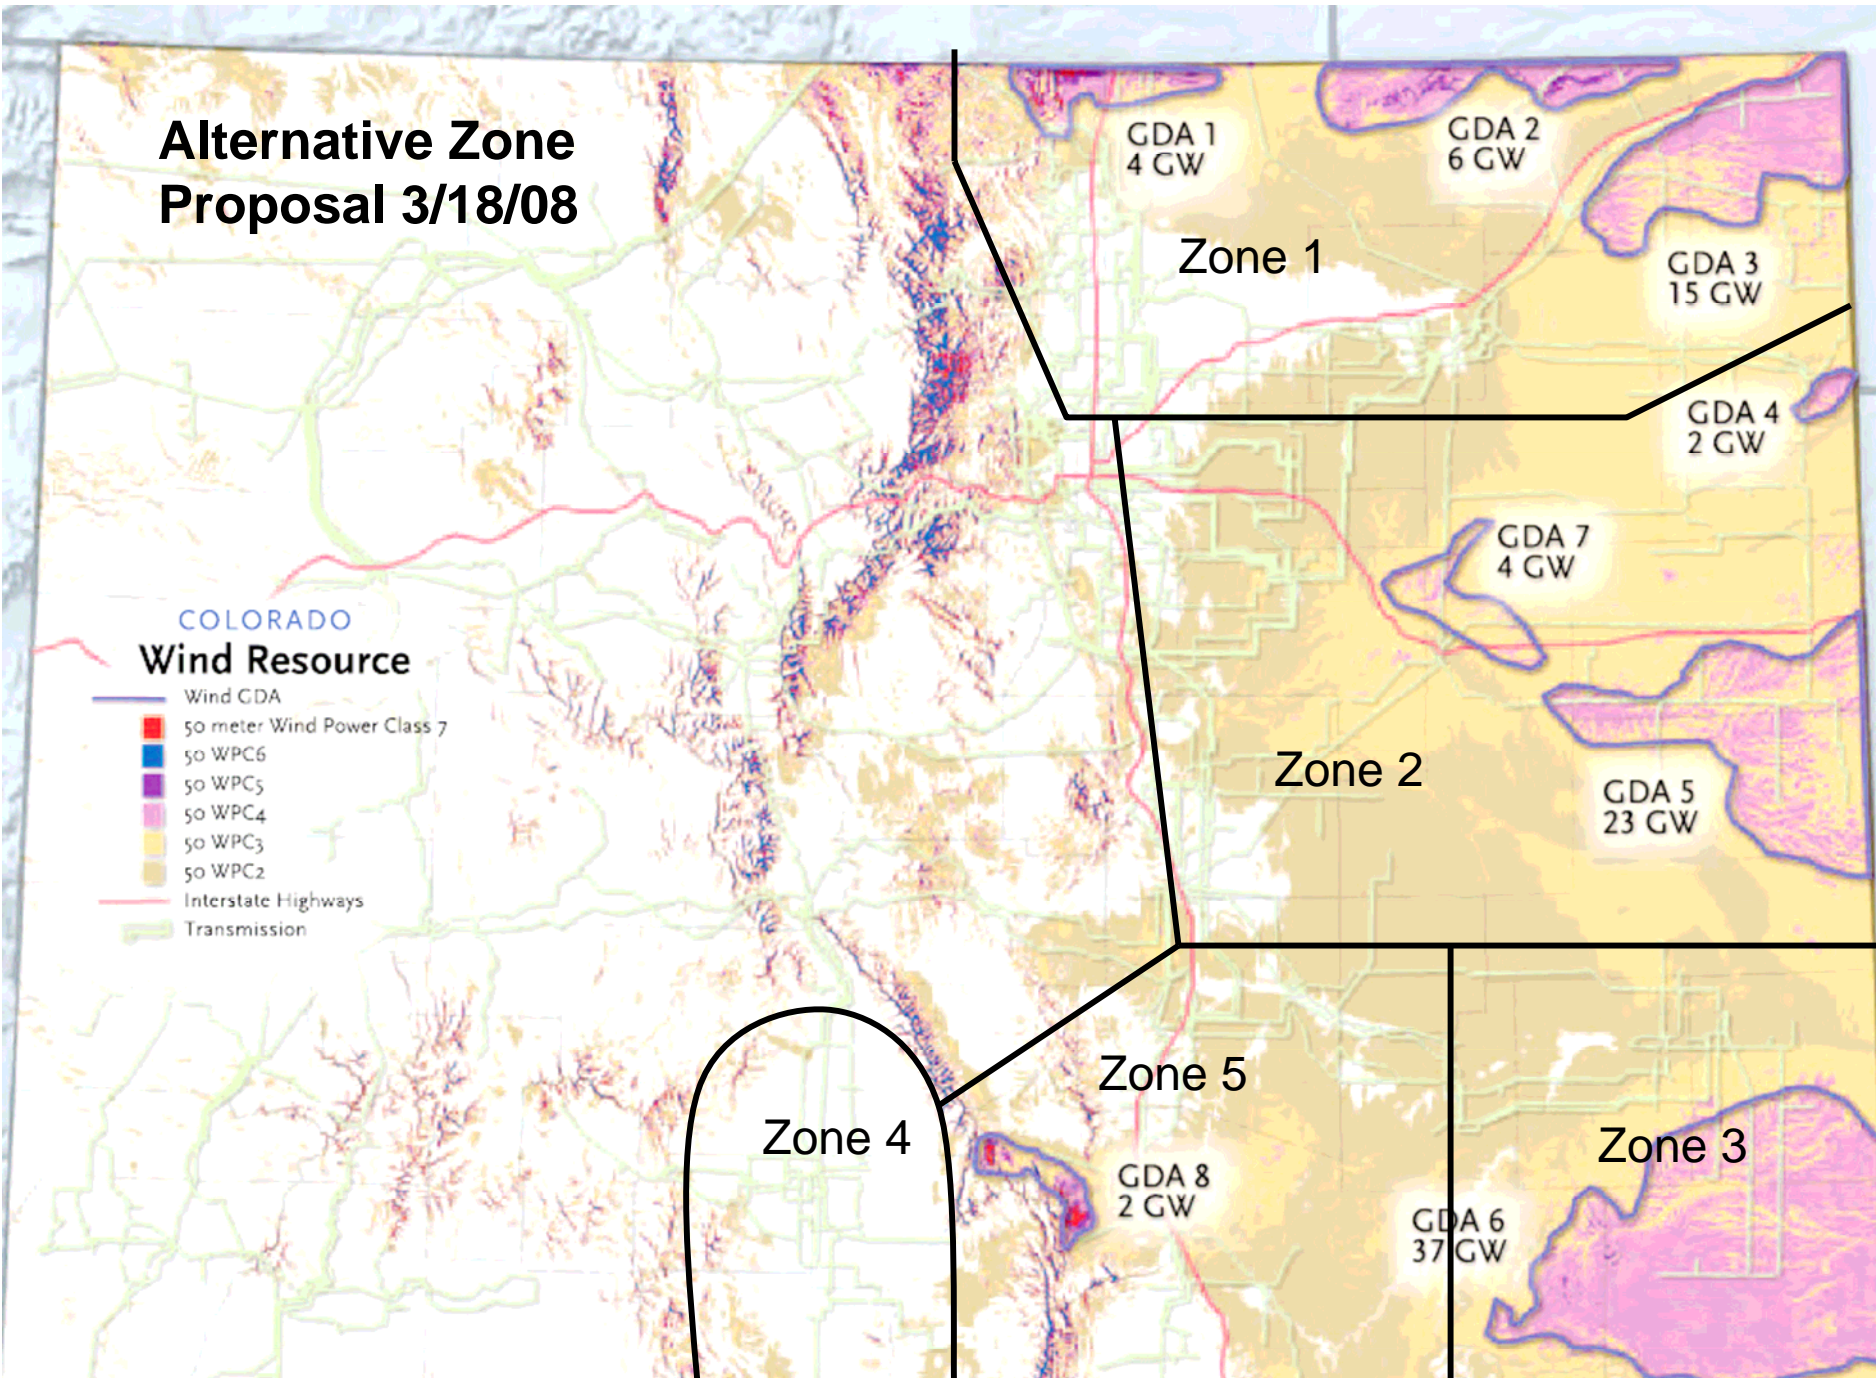 Alternative Zone
Proposal 3/18/08
GDA 1
4 GW
GDA 2
6 GW
Zone 1
GDA 3
15 GW
GDA 4
2 GW
GDA 7
4 GW
COLORADO
Wind Resource
Wind GDA
50 meter Wind Power Class 7
50 WPC6
50 WPC5
50 WPC4
50 WPC3
50 WPC2
Interstate Highways
Transmission
Zone 2
GDA 5
23 GW
Zone 5
Zone 4
Zone 3
GDA 8
2 GW
GDA 6
37 GW